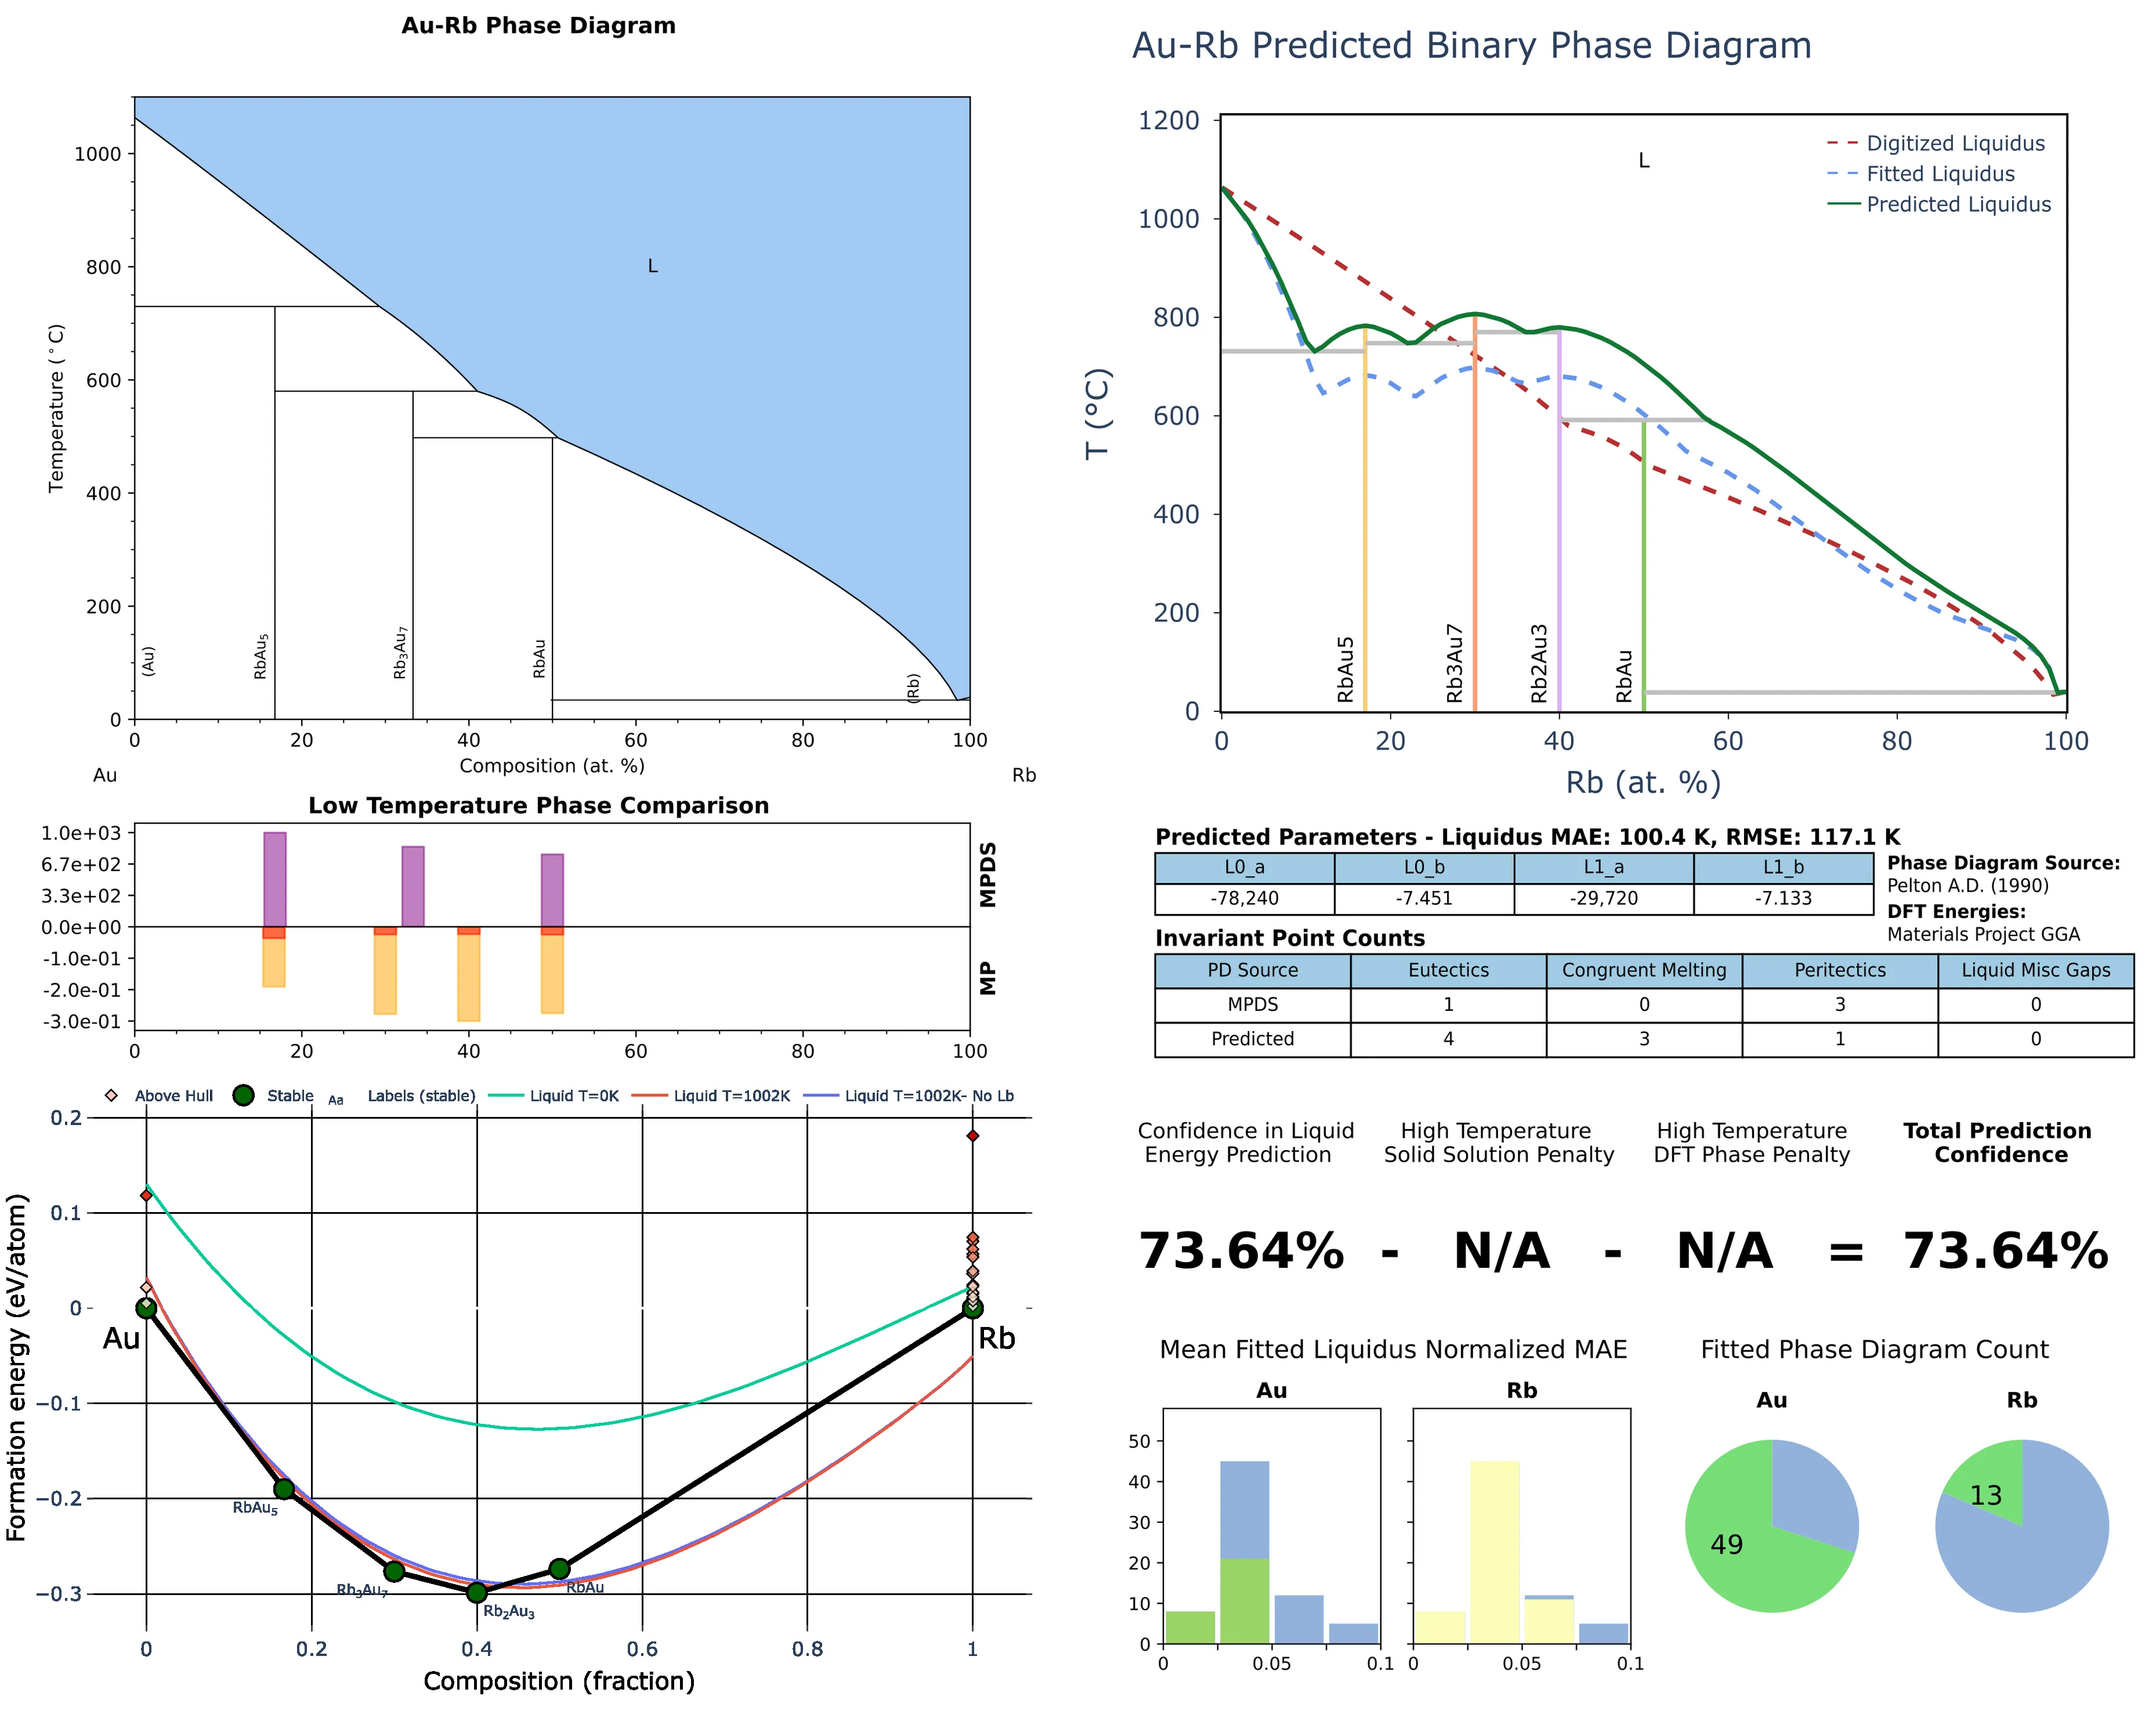 Au-Rb Phase Diagram
1000
800
600
400
200
0
Temperature (°C)
L
(Au)
RbAu5
Rb3Au7
RbAu
(Rb)
0 20 40 60 80 100
Composition (at. %)
Au Rb
Low Temperature Phase Comparison
1.0e+03
6.7e+02
3.3e+02
0.0e+00
-1.0e-01
-2.0e-01
-3.0e-01
MPDS
MP
0 20 40 60 80 100
Above Hull Stable Aa Labels (stable) Liquid T=0K Liquid T=1002K Liquid T=1002K- No Lb
0.2
0.1
0
−0.1
−0.2
−0.3
Formation energy (eV/atom)
Au
Rb
RbAu5
Rb3Au7
Rb2Au3
RbAu
0 0.2 0.4 0.6 0.8 1
Composition (fraction)
Au-Rb Predicted Binary Phase Diagram
1200
1000
800
600
400
200
0
T (°C)
L
Digitized Liquidus
Fitted Liquidus
Predicted Liquidus
RbAu5
Rb3Au7
Rb2Au3
RbAu
0 20 40 60 80 100
Rb (at. %)
Predicted Parameters - Liquidus MAE: 100.4 K, RMSE: 117.1 K
L0_a L0_b L1_a L1_b
-78,240 -7.451 -29,720 -7.133
Phase Diagram Source:
Pelton A.D. (1990)
DFT Energies:
Materials Project GGA
Invariant Point Counts
PD Source Eutectics Congruent Melting Peritectics Liquid Misc Gaps
MPDS 1 0 3 0
Predicted 4 3 1 0
Confidence in Liquid Energy Prediction
High Temperature Solid Solution Penalty
High Temperature DFT Phase Penalty
Total Prediction Confidence
73.64% - N/A - N/A = 73.64%
Mean Fitted Liquidus Normalized MAE
Au Rb
50
40
30
20
10
0
0 0.05 0.1 0 0.05 0.1
Fitted Phase Diagram Count
Au Rb
49
13